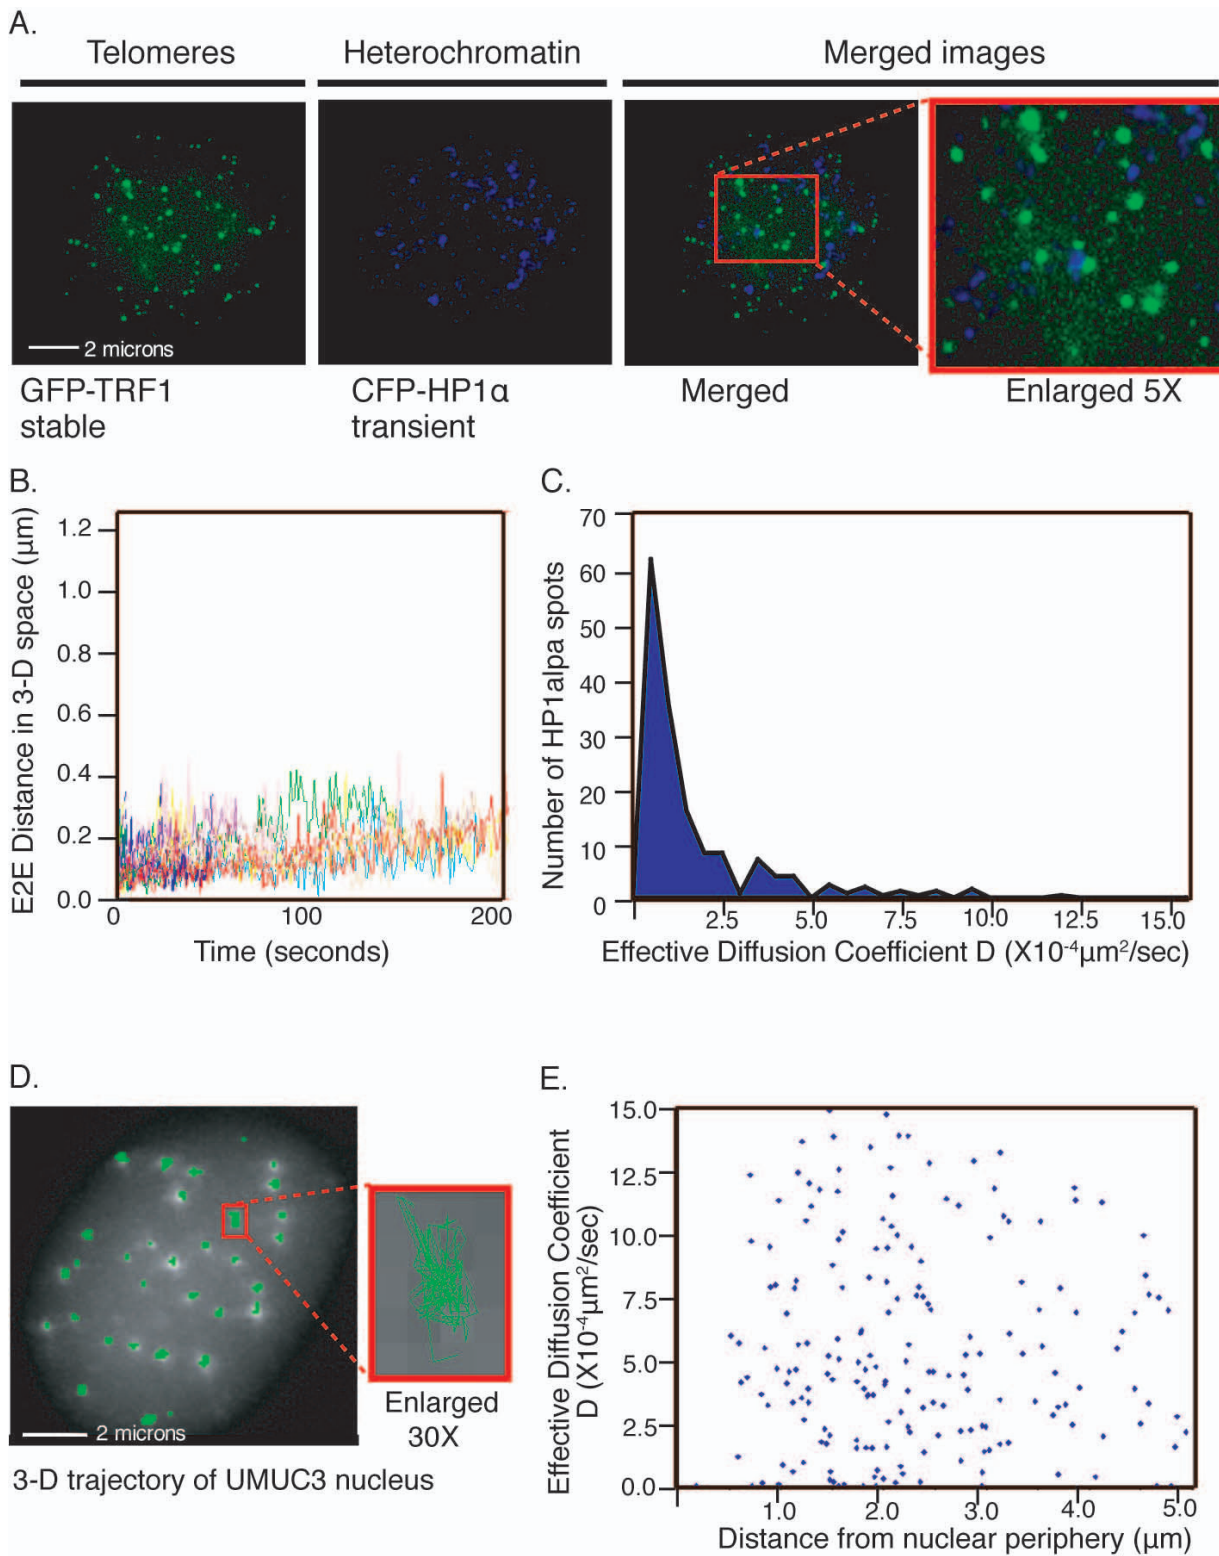 A.
Telomeres
Heterochromatin
Merged images
2 microns
GFP-TRF1
stable
CFP-HP1α
transient
Merged
Enlarged 5X
B.
E2E Distance in 3-D space (µm)
1.2
1.0
0.8
0.6
0.4
0.2
0.0
0
100
200
Time (seconds)
C.
Number of HP1alpa spots
70
60
50
40
30
20
10
0
2.5
5.0
7.5
10.0
12.5
15.0
Effective Diffusion Coefficient D (X10⁻⁴µm²/sec)
D.
2 microns
Enlarged
30X
3-D trajectory of UMUC3 nucleus
E.
Effective Diffusion Coefficient
D (X10⁻⁴µm²/sec)
15.0
12.5
10.0
7.5
5.0
2.5
0.0
1.0
2.0
3.0
4.0
5.0
Distance from nuclear periphery (µm)